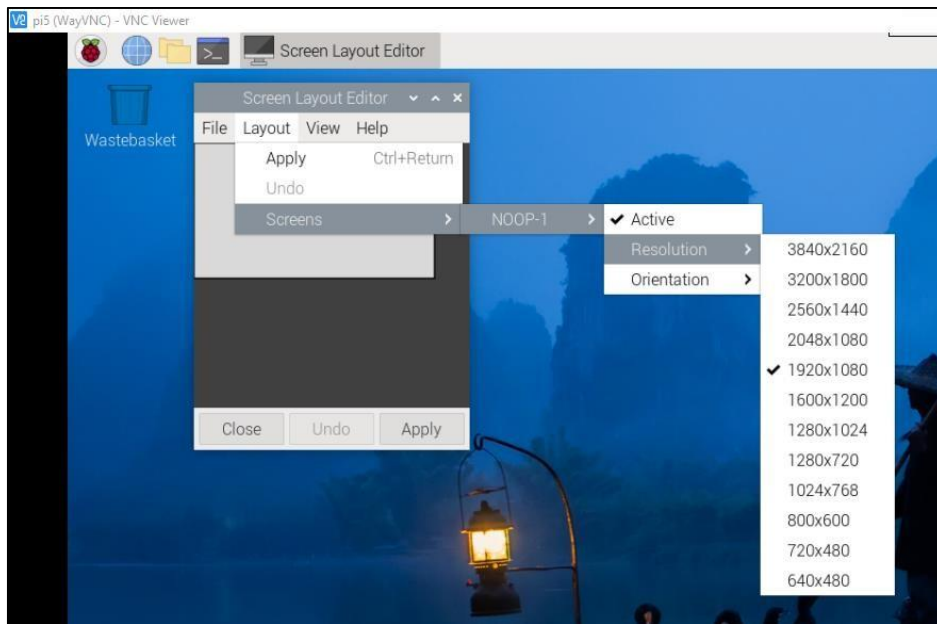 V2 pi5 (WayVNC) - VNC Viewer
>_ Screen Layout Editor
Wastebasket
Screen Layout Editor
File Layout View Help
Apply Ctrl+Return
Undo
Screens
NOOP-1
Active
Resolution
Orientation
3840x2160
3200x1800
2560x1440
2048x1080
1920x1080
1600x1200
1280x1024
1280x720
1024x768
800x600
720x480
640x480
Close Undo Apply